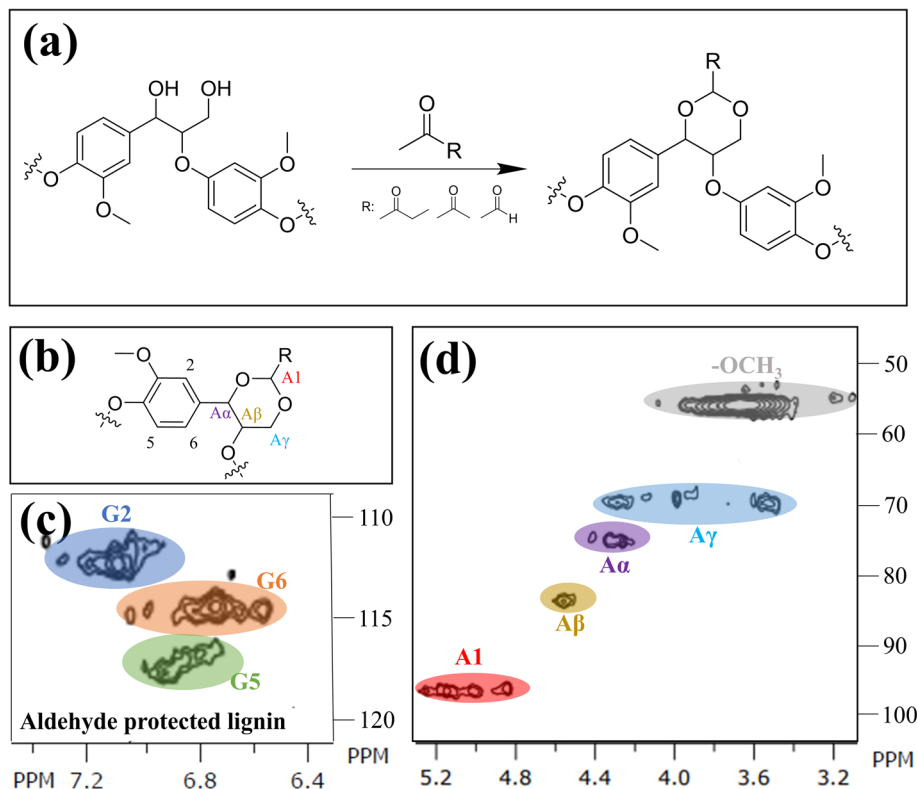 (a)
OH
OH
O
O
O
O
O
R
R:
O
O
O
H
R
O
O
O
O
O
O
O
(b)
O
O
2
R
O
A1
O
Aα
Aβ
Aγ
5
6
O
(c)
G2
G6
G5
Aldehyde protected lignin
110
115
120
PPM
PPM
7.2
6.8
6.4
(d)
-OCH3
Aγ
Aα
Aβ
A1
50
60
70
80
90
100
PPM
5.2
4.8
4.4
4.0
3.6
3.2